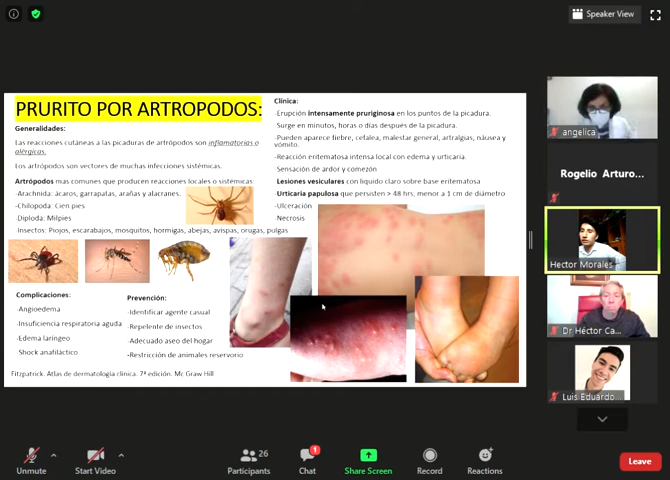 Speaker View
PRURITO POR ARTROPODOS:
Generalidades:
Las reacciones cutáneas a las picaduras de artrópodos son inflamatorias o
alérgicas.
Los artrópodos son vectores de muchas infecciones sistémicas.
Artrópodos mas comunes que producen reacciones locales o sistémicas:
-Arachnida: ácaros, garrapatas, arañas y alacranes.
-Chilopoda: Cien pies
-Diploda: Milpies
-Insectos: Piojos, escarabajos, mosquitos, hormigas, abejas, avispas, orugas, pulgas
Clínica:
-Erupción intensamente pruriginosa en los puntos de la picadura.
-Surge en minutos, horas o días después de la picadura.
-Pueden aparecer fiebre, cefalea, malestar general, artralgias, náusea y
vómito.
-Reacción eritematosa intensa local con edema y urticaria.
-Sensación de ardor y comezón
Lesiones vesiculares con liquido claro sobre base eritematosa
Urticaria papulosa que persisten > 48 hrs, menor a 1 cm de diámetro
-Ulceración
-Necrosis
Complicaciones:
-Angioedema
-Insuficiencia respiratoria aguda
-Edema laríngeo
-Shock anafiláctico
Prevención:
-Identificar agente casual
-Repelente de insectos
-Adecuado aseo del hogar
-Restricción de animales reservorio
Fitzpatrick. Atlas de dermatología clínica. 7ª edición. Mc Graw Hill
angelica
Rogelio Arturo...
Hector Morales
Dr Héctor Ca...
Luis Eduardo...
Unmute
Start Video
26
Participants
1
Chat
Share Screen
Record
Reactions
Leave